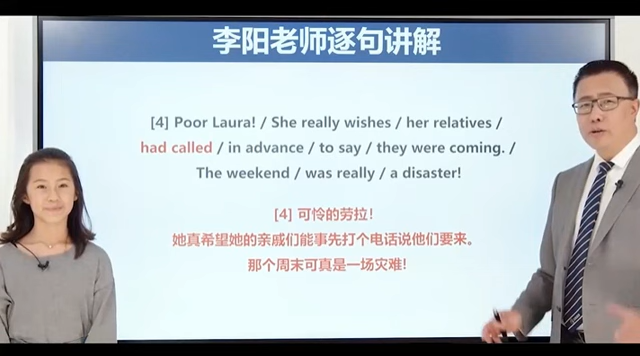 李阳老师逐句讲解
[4] Poor Laura! / She really wishes / her relatives /
had called / in advance / to say / they were coming. /
The weekend / was really / a disaster!
[4] 可怜的劳拉！
她真希望她的亲戚们能事先打个电话说他们要来。
那个周末可真是一场灾难!